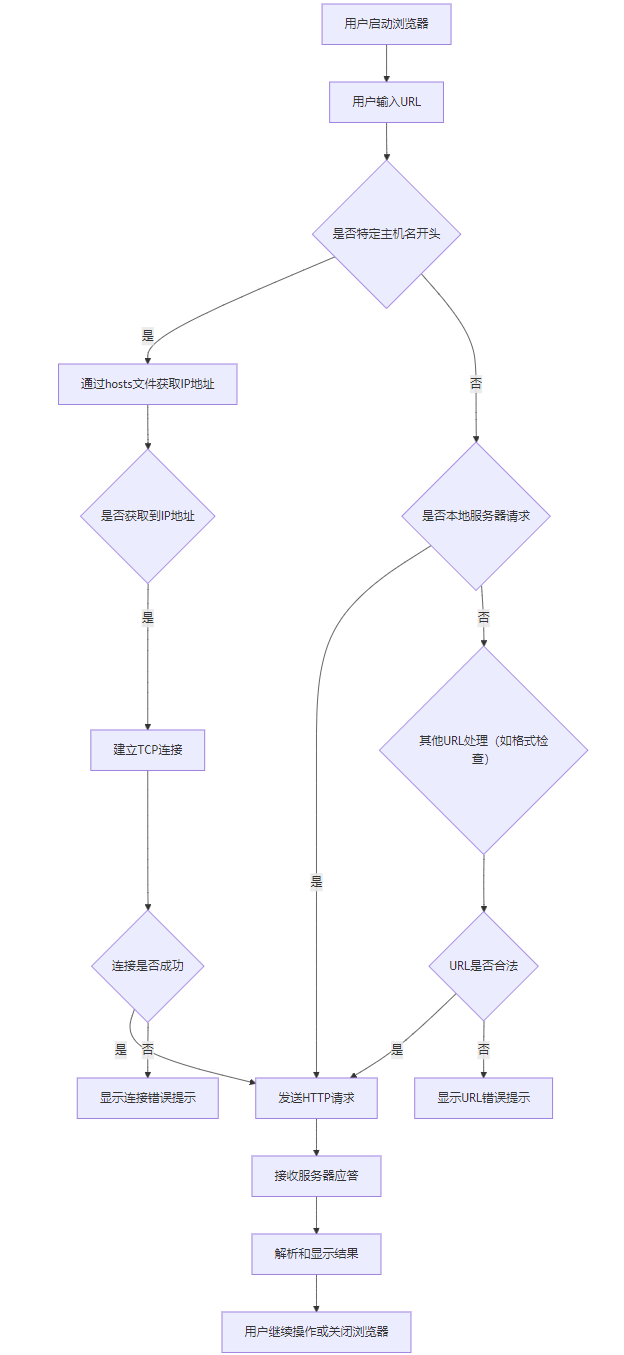 用户启动浏览器
用户输入URL
是否特定主机名开头
是
否
通过hosts文件获取IP地址
是否获取到IP地址
是否本地服务器请求
是
否
建立TCP连接
其他URL处理（如格式检
查）
是
连接是否成功
URL是否合法
是
否
是
否
显示连接错误提示
发送HTTP请求
显示URL错误提示
接收服务器应答
解析和显示结果
用户继续操作或关闭浏览器